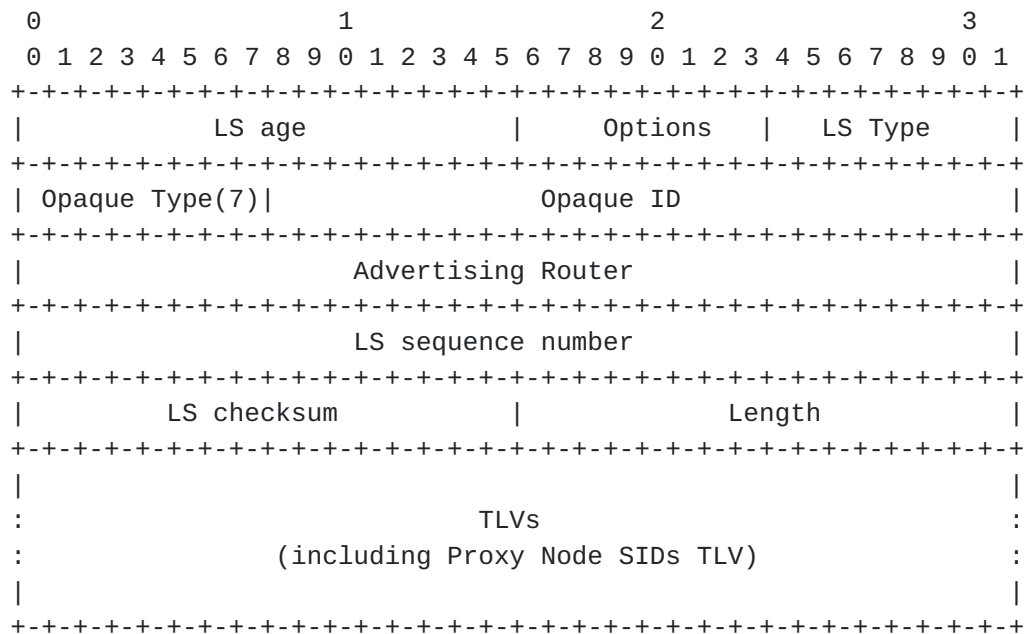 0                   1                   2                   3
 0 1 2 3 4 5 6 7 8 9 0 1 2 3 4 5 6 7 8 9 0 1 2 3 4 5 6 7 8 9 0 1
+-+-+-+-+-+-+-+-+-+-+-+-+-+-+-+-+-+-+-+-+-+-+-+-+-+-+-+-+-+-+-+-+
|            LS age             |     Options   |   LS Type     |
+-+-+-+-+-+-+-+-+-+-+-+-+-+-+-+-+-+-+-+-+-+-+-+-+-+-+-+-+-+-+-+-+
| Opaque Type(7)|                 Opaque ID                     |
+-+-+-+-+-+-+-+-+-+-+-+-+-+-+-+-+-+-+-+-+-+-+-+-+-+-+-+-+-+-+-+-+
|                     Advertising Router                        |
+-+-+-+-+-+-+-+-+-+-+-+-+-+-+-+-+-+-+-+-+-+-+-+-+-+-+-+-+-+-+-+-+
|                     LS sequence number                        |
+-+-+-+-+-+-+-+-+-+-+-+-+-+-+-+-+-+-+-+-+-+-+-+-+-+-+-+-+-+-+-+-+
|         LS checksum           |             Length            |
+-+-+-+-+-+-+-+-+-+-+-+-+-+-+-+-+-+-+-+-+-+-+-+-+-+-+-+-+-+-+-+-+
|                                                               |
:                             TLVs                              :
:                (including Proxy Node SIDs TLV)                :
|                                                               |
+-+-+-+-+-+-+-+-+-+-+-+-+-+-+-+-+-+-+-+-+-+-+-+-+-+-+-+-+-+-+-+-+